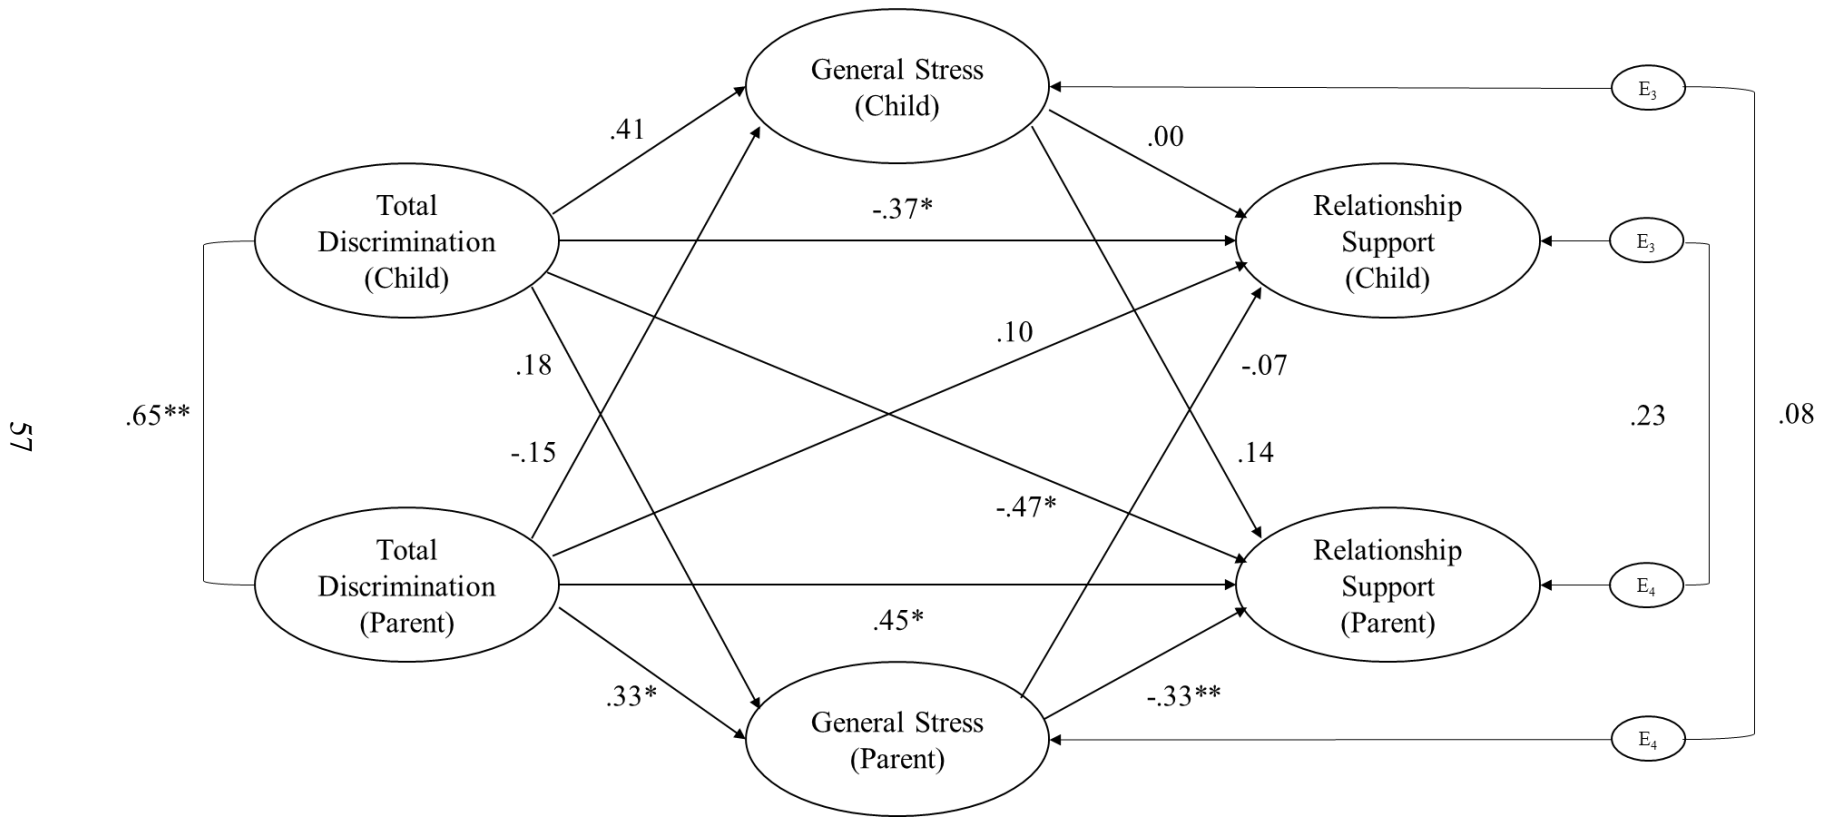 General Stress
(Child)
E3
.41
.00
Total
Discrimination
(Child)
-.37*
Relationship
Support
(Child)
E3
.10
.18
-.07
57
.65**
.23
.08
-.15
.14
-.47*
Total
Discrimination
(Parent)
Relationship
Support
(Parent)
E4
.45*
.33*
-.33**
General Stress
(Parent)
E4